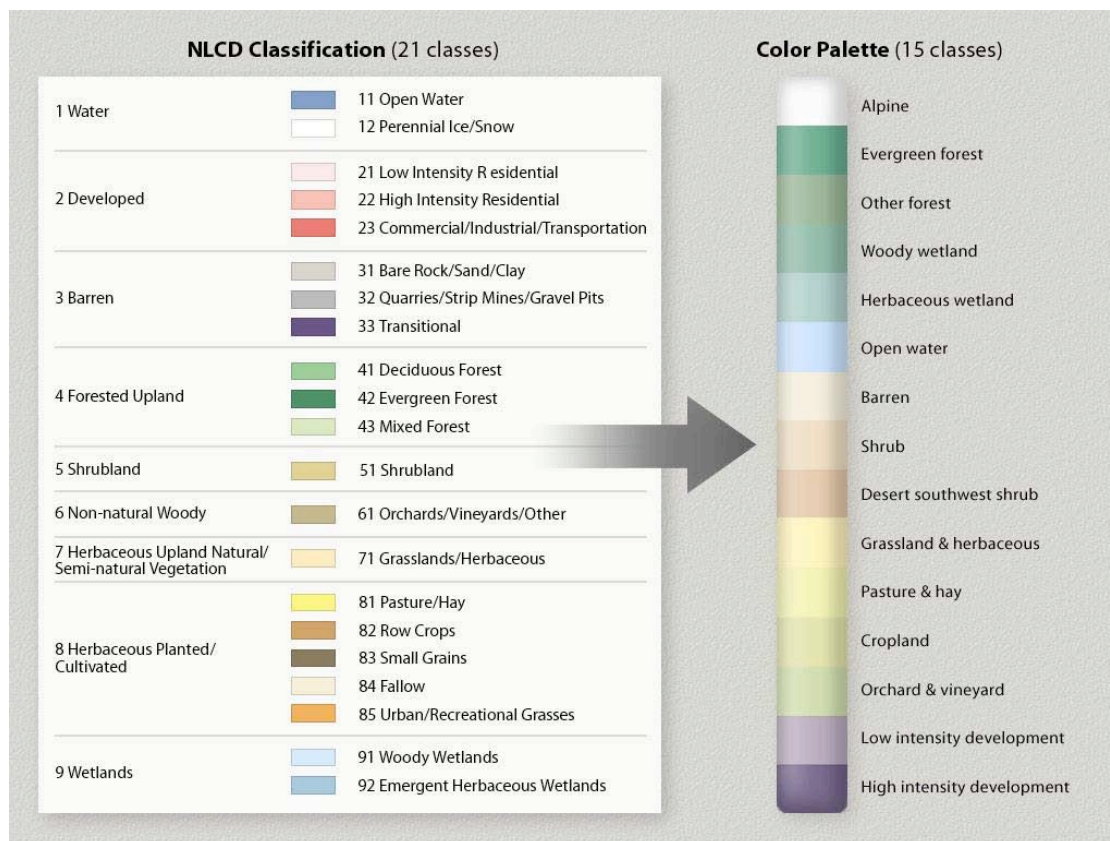 NLCD Classification (21 classes)
1 Water
11 Open Water
12 Perennial Ice/Snow
2 Developed
21 Low Intensity R esidential
22 High Intensity Residential
23 Commercial/Industrial/Transportation
3 Barren
31 Bare Rock/Sand/Clay
32 Quarries/Strip Mines/Gravel Pits
33 Transitional
4 Forested Upland
41 Deciduous Forest
42 Evergreen Forest
43 Mixed Forest
5 Shrubland
51 Shrubland
6 Non-natural Woody
61 Orchards/Vineyards/Other
7 Herbaceous Upland Natural/
Semi-natural Vegetation
71 Grasslands/Herbaceous
8 Herbaceous Planted/
Cultivated
81 Pasture/Hay
82 Row Crops
83 Small Grains
84 Fallow
85 Urban/Recreational Grasses
9 Wetlands
91 Woody Wetlands
92 Emergent Herbaceous Wetlands
Color Palette (15 classes)
Alpine
Evergreen forest
Other forest
Woody wetland
Herbaceous wetland
Open water
Barren
Shrub
Desert southwest shrub
Grassland & herbaceous
Pasture & hay
Cropland
Orchard & vineyard
Low intensity development
High intensity development